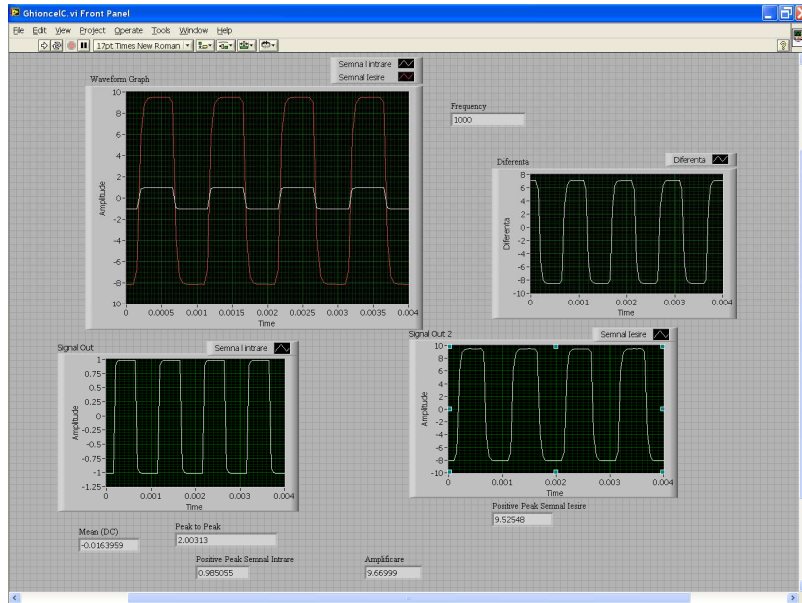 GhioncelC.vi Front Panel
File Edit View Project Operate Tools Window Help
17pt Times New Roman
Semnal intrare
Semnal Iesire
Waveform Graph
Amplitude
10
8
6
4
2
0
-2
-4
-6
-8
10
0 0.0005 0.001 0.0015 0.002 0.0025 0.003 0.0035 0.004
Time
Frequency
1000
Diferenta
Diferenta
Diferenta
8
6
4
2
0
-2
-4
-6
-8
-10
0 0.001 0.002 0.003 0.004
Time
Signal Out
Semnal intrare
Amplitude
1
0.75
0.5
0.25
0
-0.25
-0.5
-0.75
-1
-1.25
0 0.001 0.002 0.003 0.004
Time
Signal Out 2
Semnal Iesire
Amplitude
10
8
6
4
2
0
-2
-4
-6
-8
-10
0 0.001 0.002 0.003 0.004
Time
Positive Peak Semnal Iesire
9.52548
Mean (DC)
-0.0163959
Peak to Peak
2.00313
Positive Peak Semnal Intrare
0.985055
Amplificare
9.66999